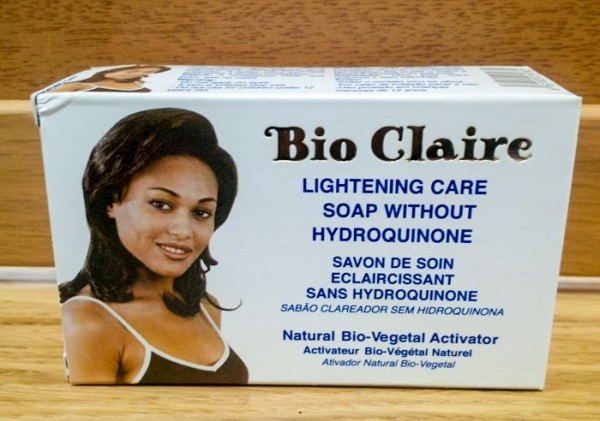 Bio Claire
LIGHTENING CARE
SOAP WITHOUT
HYDROQUINONE
SAVON DE SOIN
ECLAIRCISSANT
SANS HYDROQUINONE
SABÃO CLAREADOR SEM HIDROQUINONA
Natural Bio-Vegetal Activator
Activateur Bio-Végétal Naturel
Ativador Natural Bio-Vegetal